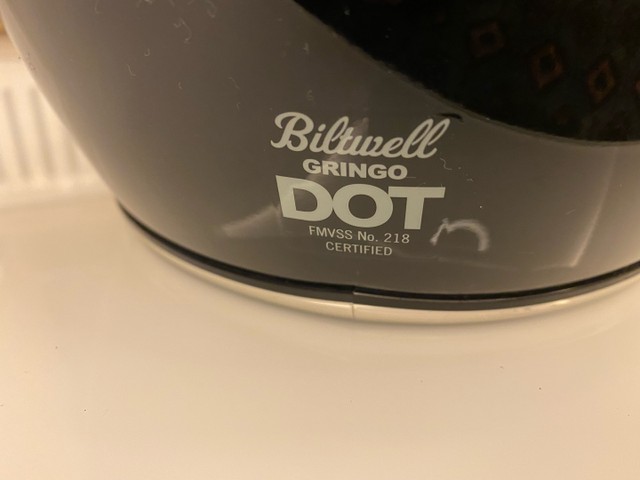 Biltwell
GRINGO
DOT
FMVSS No. 218
CERTIFIED